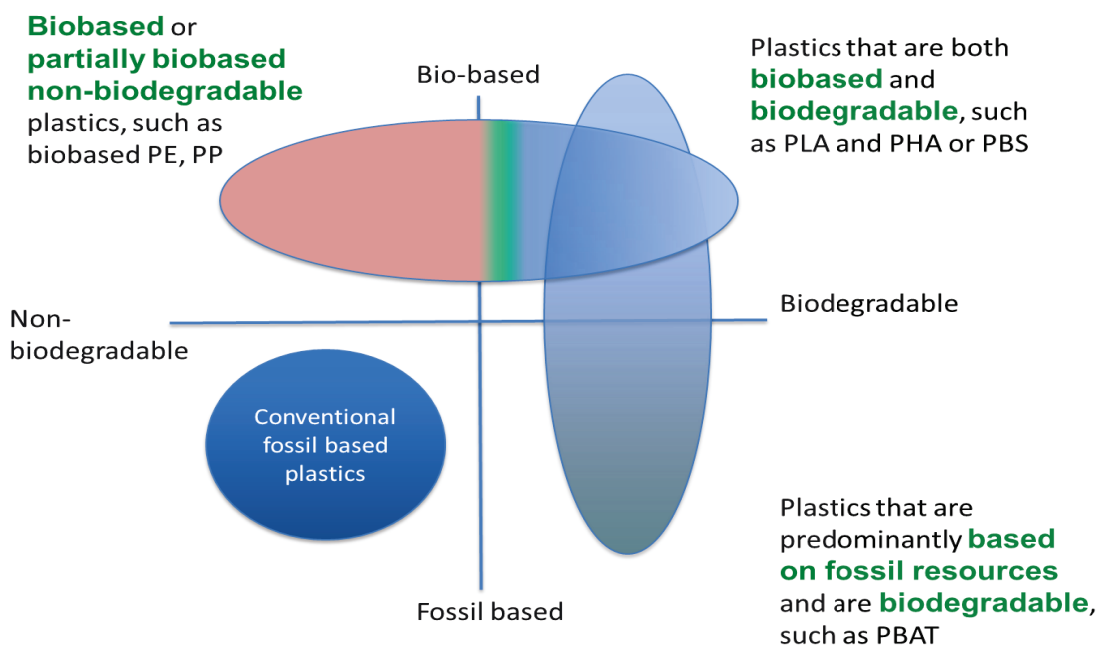 Biobased or
partially biobased
non-biodegradable
plastics, such as
biobased PE, PP
Bio-based
Plastics that are both
biobased and
biodegradable, such
as PLA and PHA or PBS
Non-
biodegradable
Biodegradable
Conventional
fossil based
plastics
Fossil based
Plastics that are
predominantly based
on fossil resources
and are biodegradable,
such as PBAT